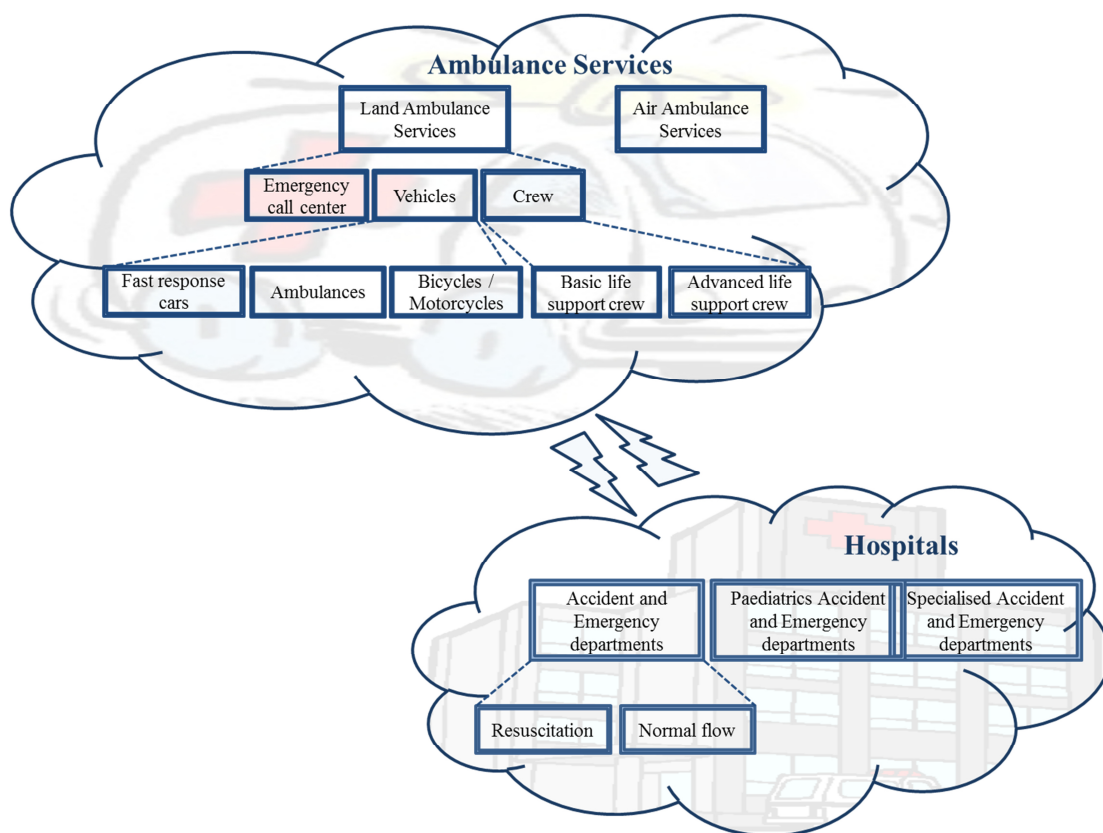 Ambulance Services
Land Ambulance
Services
Air Ambulance
Services
Emergency
call center
Vehicles
Crew
Fast response
cars
Ambulances
Bicycles /
Motorcycles
Basic life
support crew
Advanced life
support crew
Hospitals
Accident and
Emergency
departments
Paediatrics Accident
and Emergency
departments
Specialised Accident
and Emergency
departments
Resuscitation
Normal flow